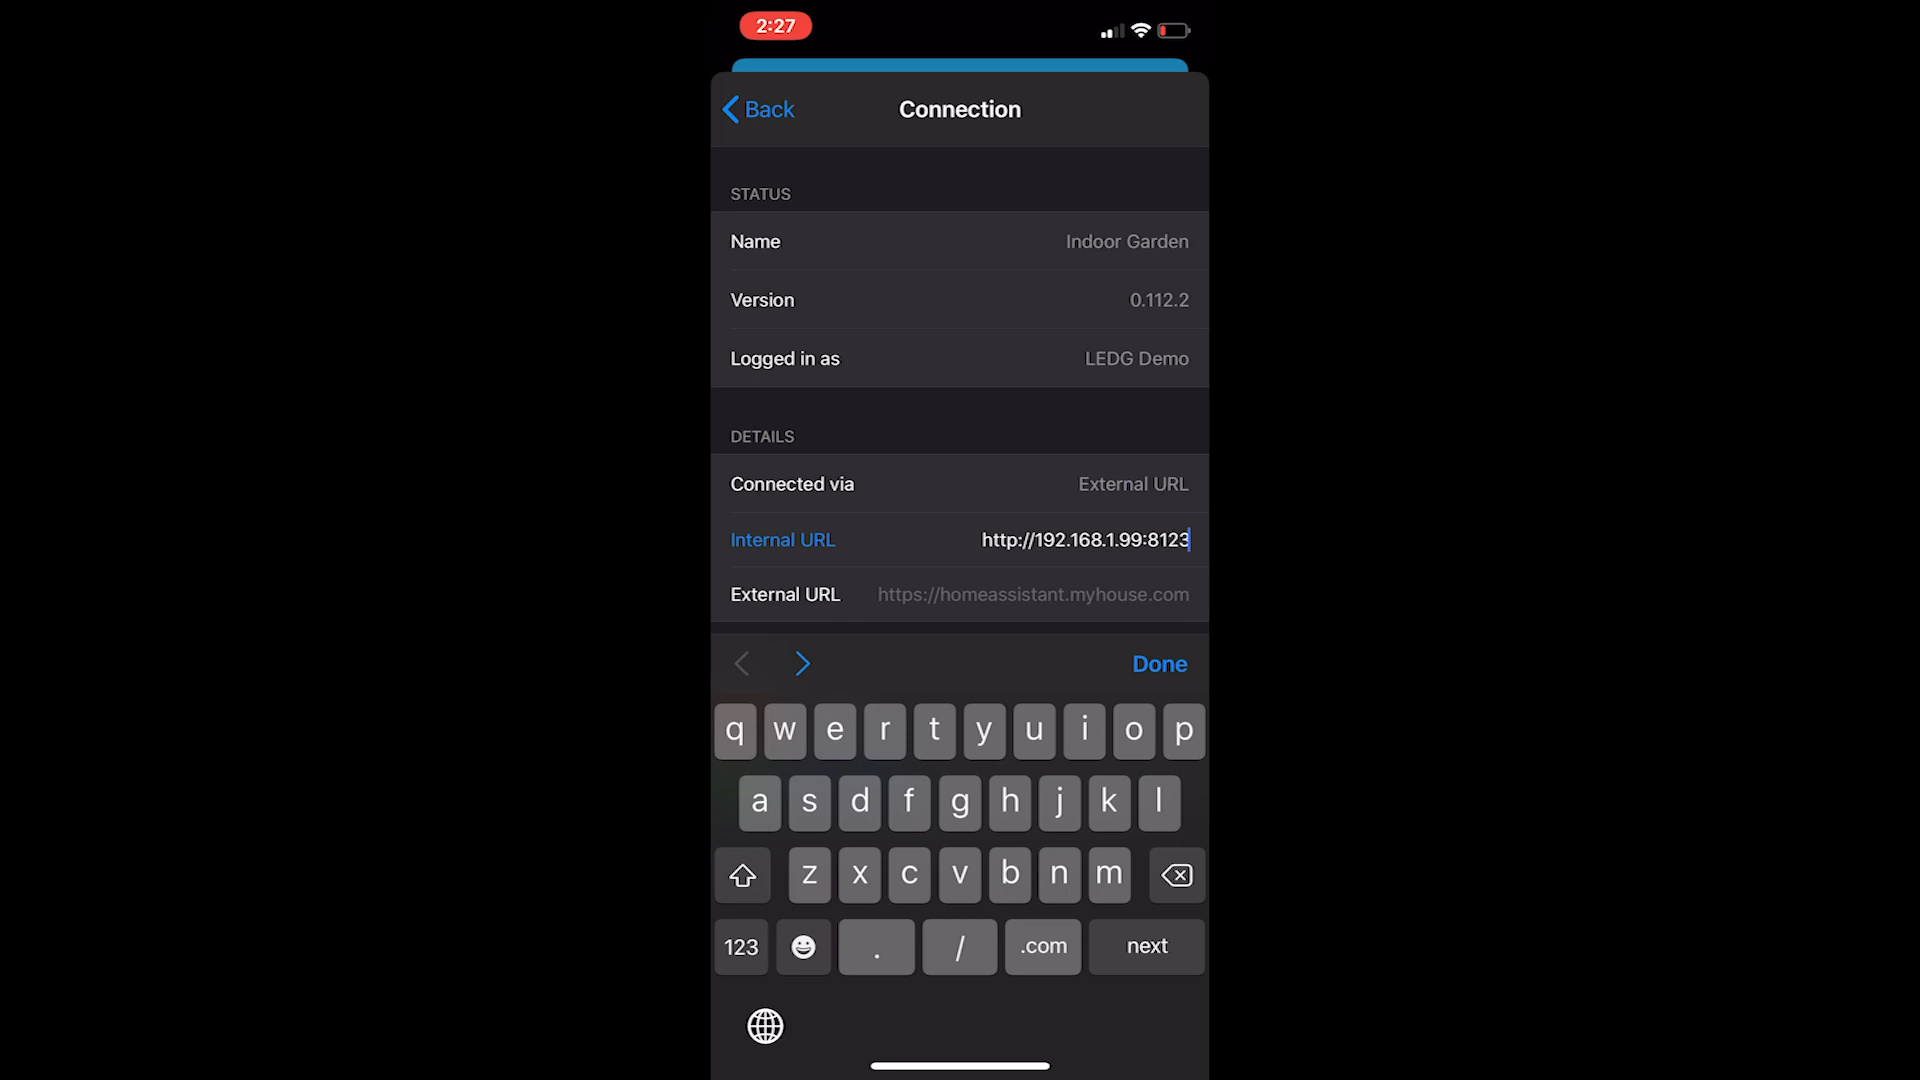 2:27
Back
Connection
STATUS
Name Indoor Garden
Version 0.112.2
Logged in as LEDG Demo
DETAILS
Connected via External URL
Internal URL http://192.168.1.99:8123
External URL https://homeassistant.myhouse.com
Done
q w e r t y u i o p
a s d f g h j k l
z x c v b n m
123 . / .com next